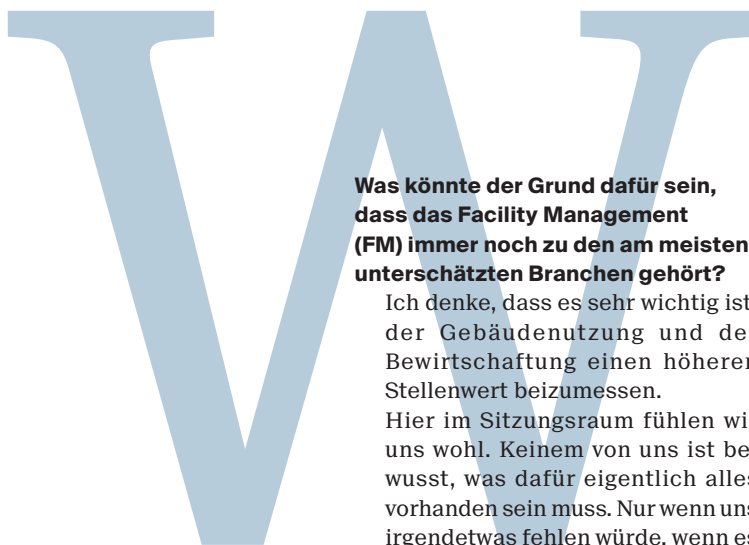 W
Was könnte der Grund dafür sein,
dass das Facility Management
(FM) immer noch zu den am meisten
unterschätzten Branchen gehört?
Ich denke, dass es sehr wichtig ist
der Gebäudenutzung und de
Bewirtschaftung einen höheren
Stellenwert beizumessen.
Hier im Sitzungsraum fühlen wi
uns wohl. Keinem von uns ist be
wusst, was dafür eigentlich alles
vorhanden sein muss. Nur wenn uns
irgendetwas fehlen würde, wenn es